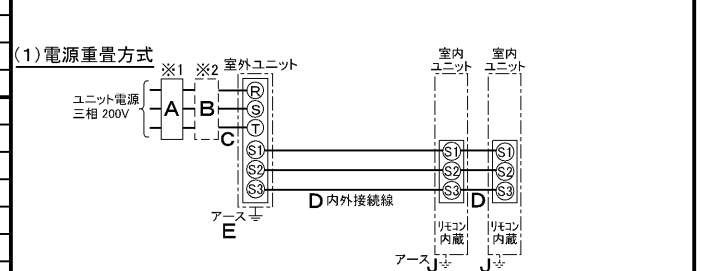 (1)電源重畳方式
※1
※2
室外ユニット
室内
ユニット
室内
ユニット
ユニット電源
三相 200V
A
B
C
R
S
T
S1
S2
S3
S1
S2
S3
S1
S2
S3
D 内外接続線
D
アース
E
リモコン
内蔵
リモコン
内蔵
アース J
J